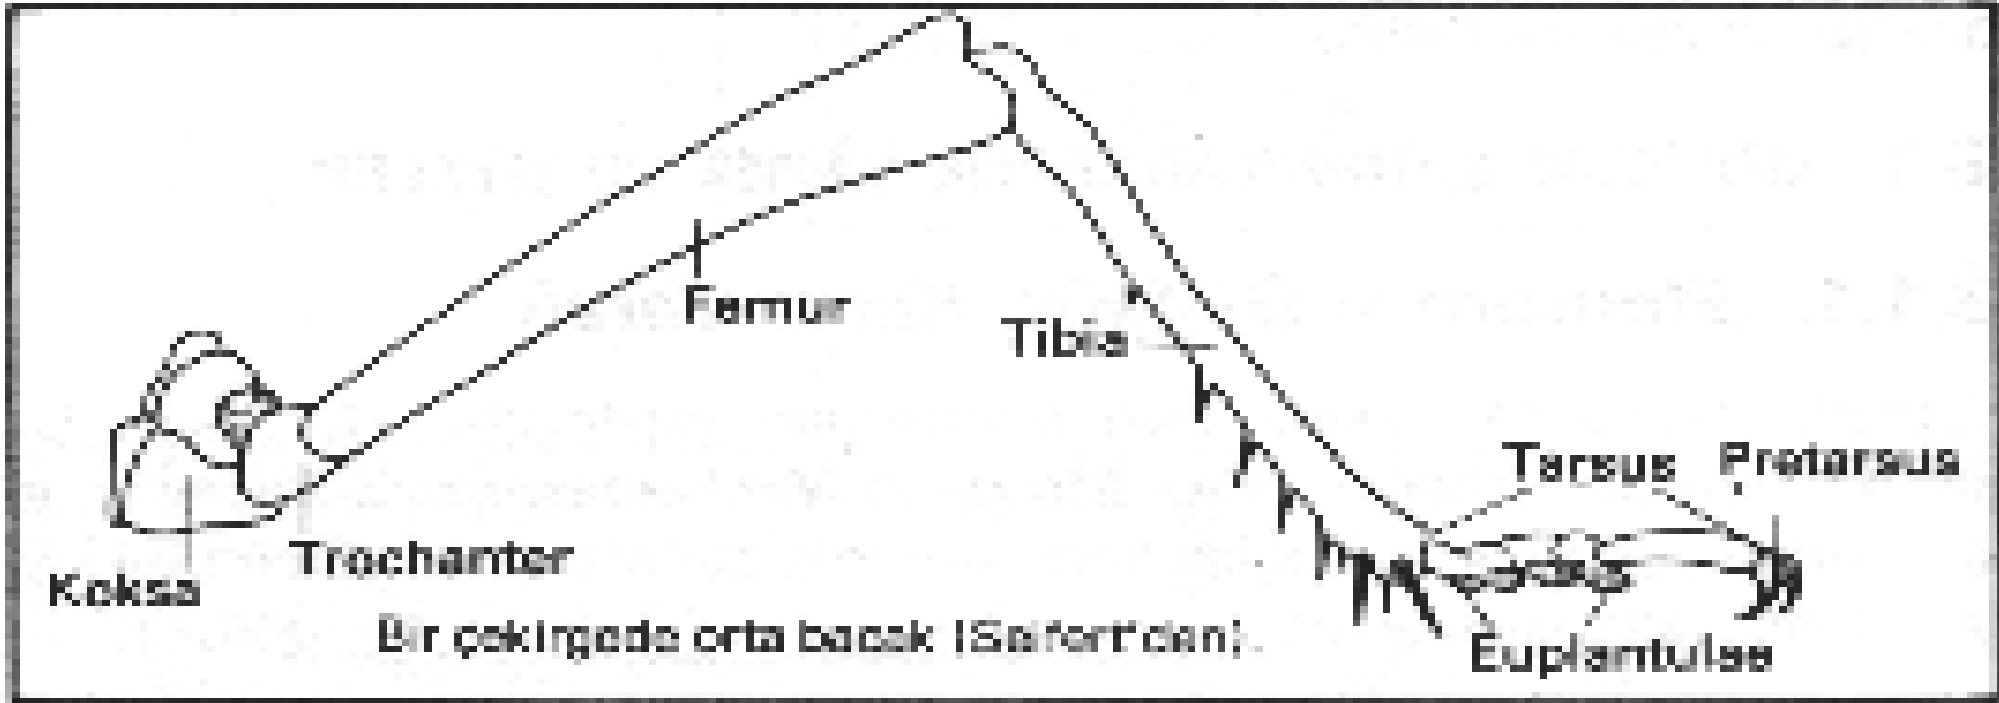 Femur
Tibia
Tarsus Pretarsus
Trochanter
Koksa
Bir çekirgede orta bacak (Seifert'den).
Euplantulae